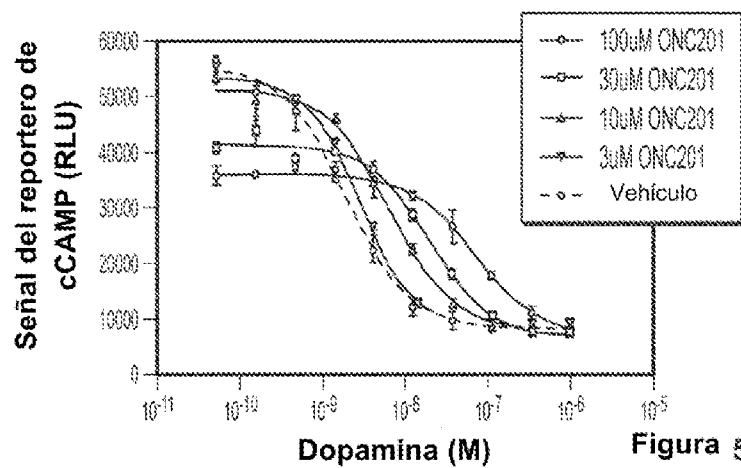 Señal del reportero de
cCAMP (RLU)
60000
50000
40000
30000
20000
10000
0
10-11
10-10
10-9
10-8
10-7
10-6
10-5
Dopamina (M)
100uM ONC201
30uM ONC201
10uM ONC201
3uM ONC201
Vehículo
Figura 5